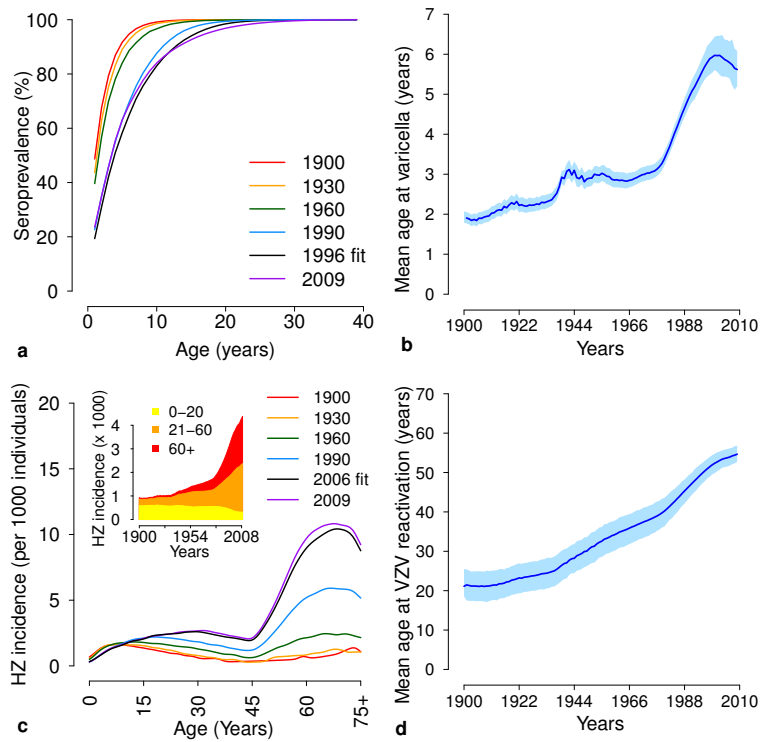 100
80
60
40
20
0
Seroprevalence (%)
1900
1930
1960
1990
1996 fit
2009
0 10 20 30 40
Age (years)
a
7
6
5
4
3
2
1
0
Mean age at varicella (years)
1900 1922 1944 1966 1988 2010
Years
b
20
15
10
5
0
HZ incidence (per 1000 individuals)
0−20
21−60
60+
4
3
2
1
0
HZ incidence (x 1000)
1900 1954 2008
Years
1900
1930
1960
1990
2006 fit
2009
0 15 30 45 60 75+
Age (Years)
c
70
60
50
40
30
20
10
0
Mean age at VZV reactivation (years)
1900 1922 1944 1966 1988 2010
Years
d